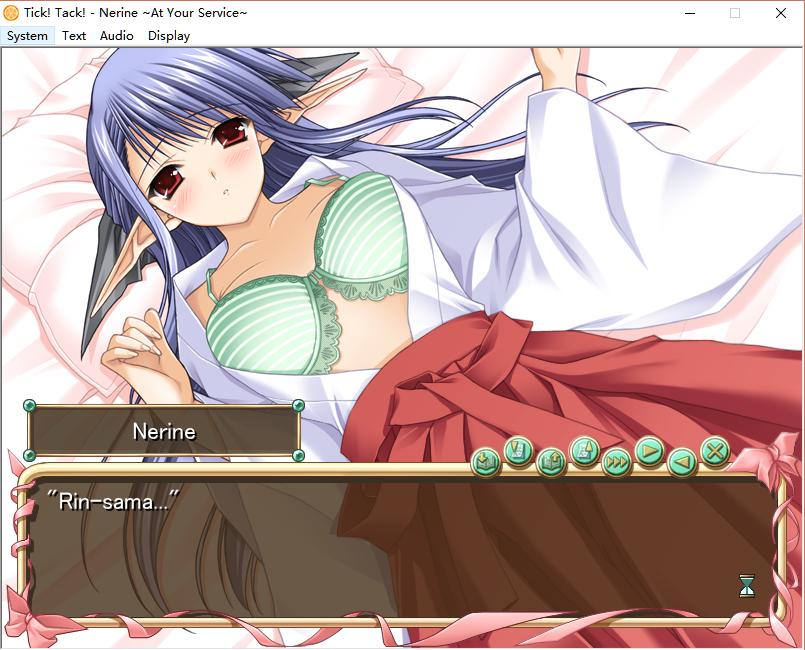 Tick! Tack! - Nerine ~At Your Service~
System Text Audio Display
Nerine
"Rin-sama..."